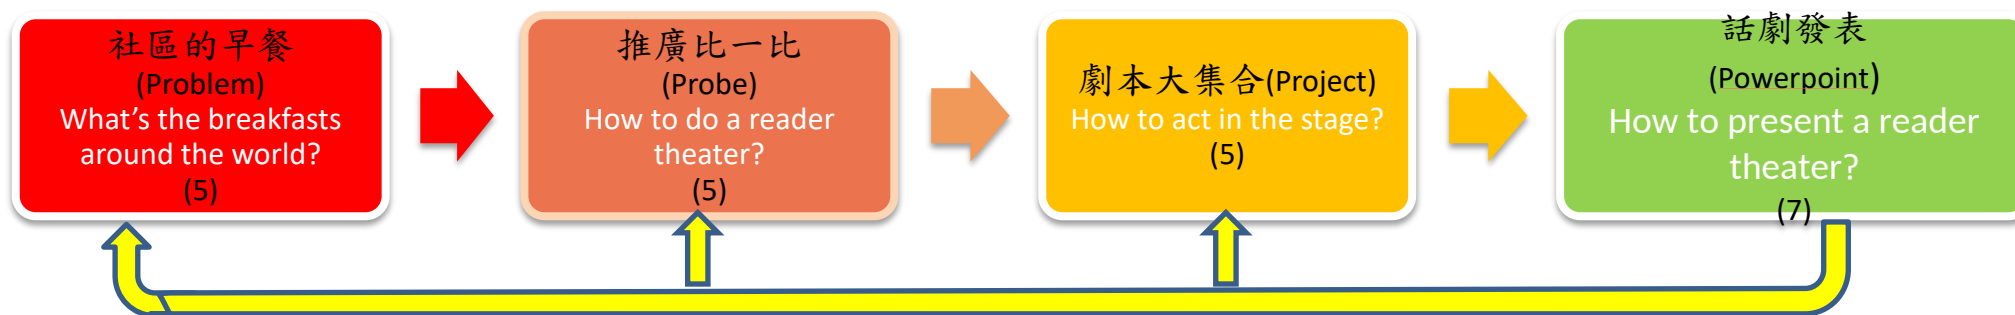 社區的早餐
(Problem)
What's the breakfasts
around the world?
(5)
推廣比一比
(Probe)
How to do a reader
theater?
(5)
劇本大集合(Project)
How to act in the stage?
(5)
話劇發表
(Powerpoint)
How to present a reader
theater?
(7)